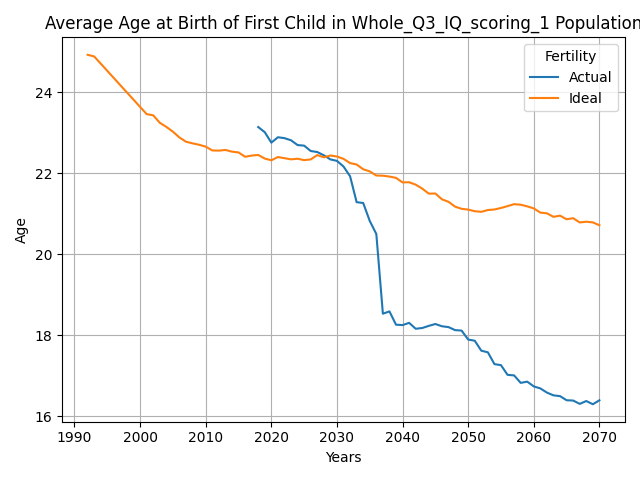 Average Age at Birth of First Child in Whole_Q3_IQ_scoring_1 Population
Fertility
Actual
Ideal
Age
24
22
20
18
16
1990 2000 2010 2020 2030 2040 2050 2060 2070
Years